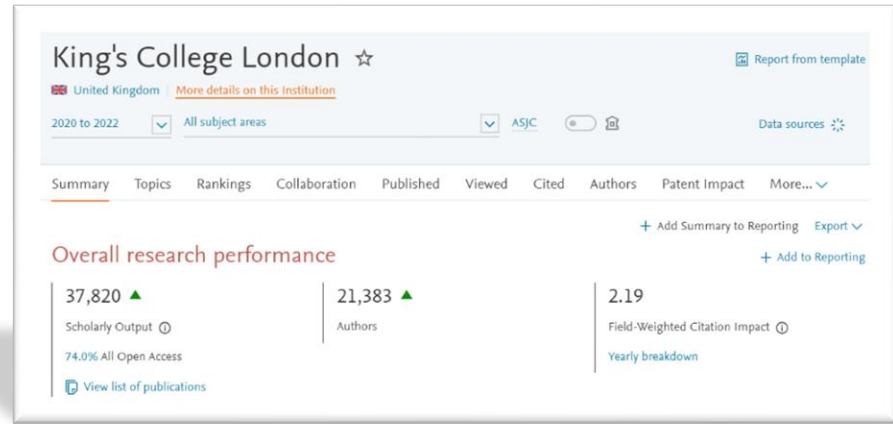 King's College London
Report from template
United Kingdom More details on this Institution
2020 to 2022 All subject areas ASJC Data sources
Summary Topics Rankings Collaboration Published Viewed Cited Authors Patent Impact More...
+ Add Summary to Reporting Export
Overall research performance + Add to Reporting
37,820 21,383 2.19
Scholarly Output Authors Field-Weighted Citation Impact
74.0% All Open Access Yearly breakdown
View list of publications